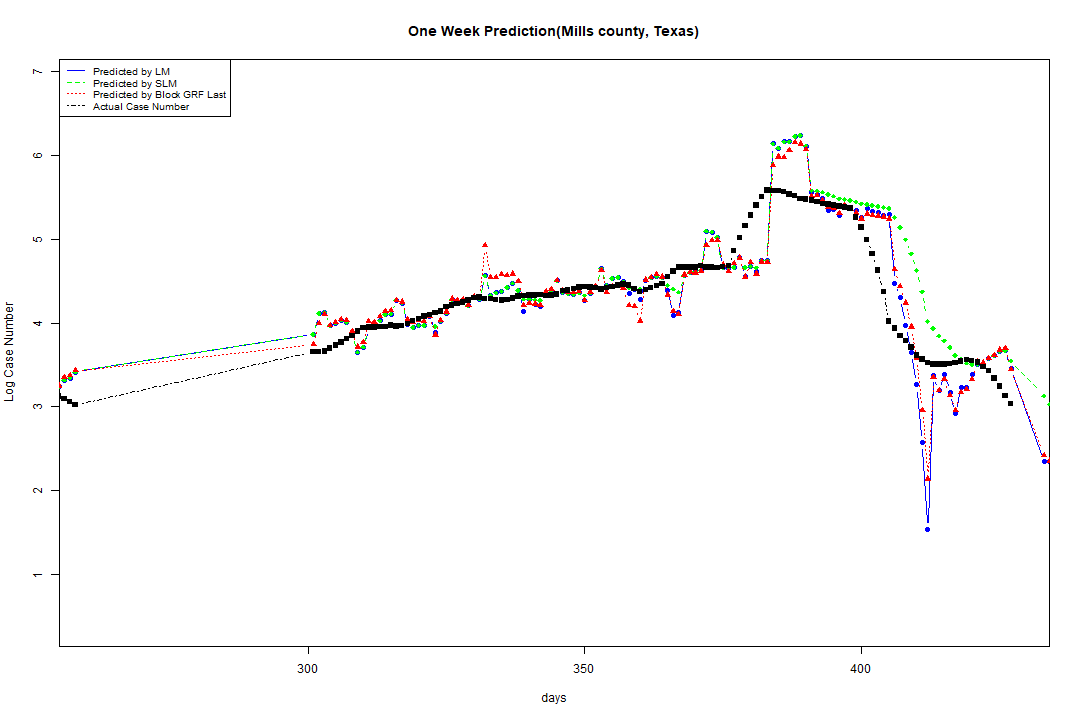 One Week Prediction(Mills county, Texas)
Predicted by LM
Predicted by SLM
Predicted by Block GRF Last
Actual Case Number
7
6
5
4
3
2
1
Log Case Number
300 350 400
days